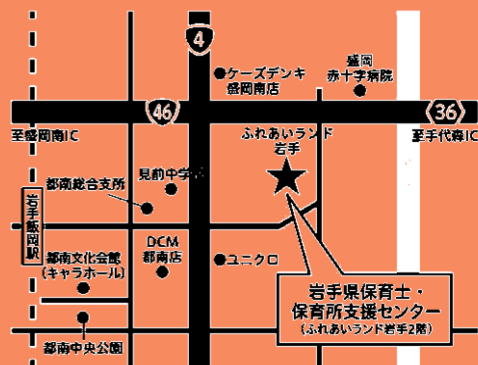 4
ケーズデンキ
盛岡南店
盛岡
赤十字病院
46
36
至盛岡南IC
ふれあいランド
岩手
至手代森IC
見前中学
都南総合支所
岩手飯岡駅
都南文化会館
(キャラホール)
DCM
都南店
ユニクロ
岩手県保育士・
保育所支援センター
(ふれあいランド岩手2階)
都南中央公園